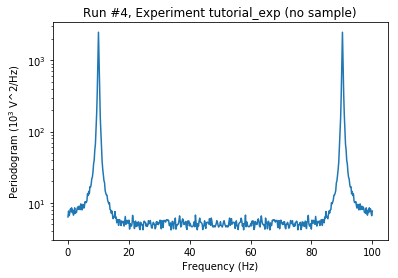 Run #4, Experiment tutorial_exp (no sample)
Periodogram (10³ V^2/Hz)
10³
10²
10¹
0 20 40 60 80 100
Frequency (Hz)